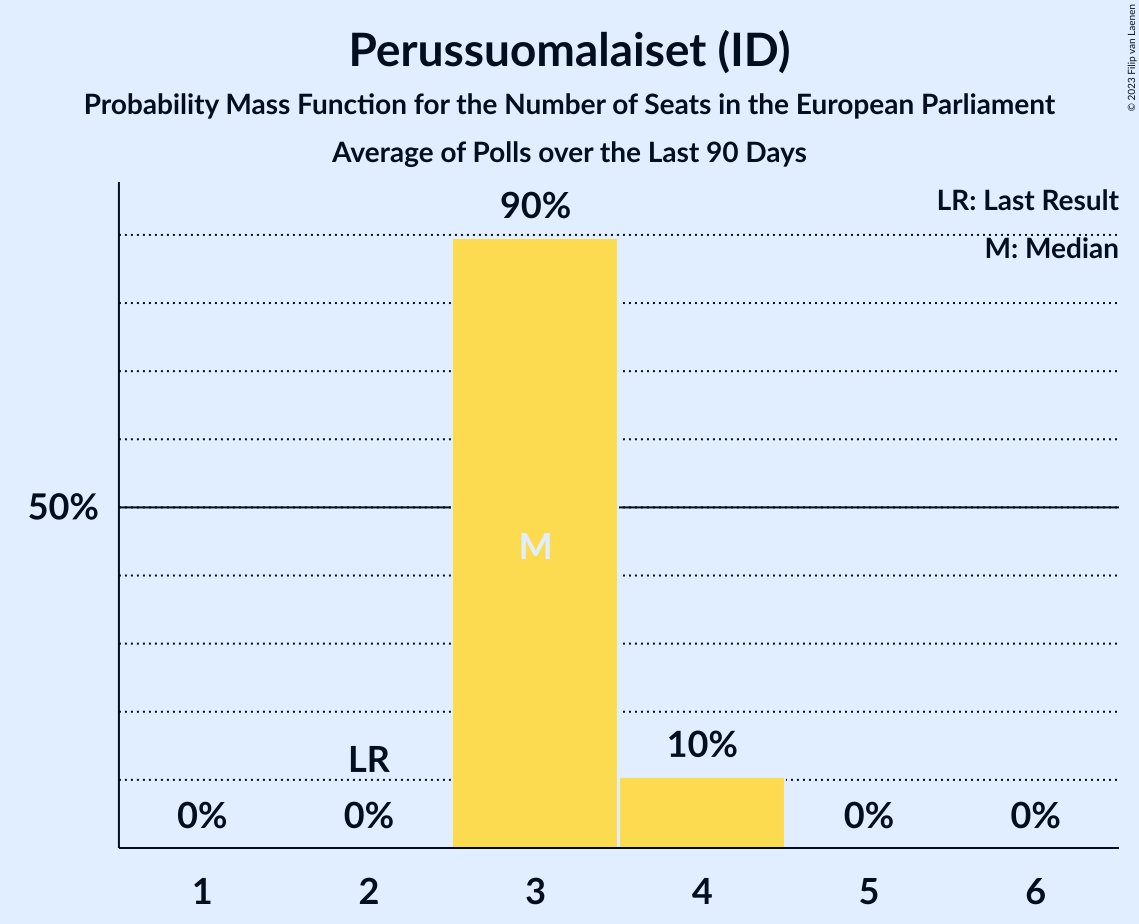 Perussuomalaiset (ID)
Probability Mass Function for the Number of Seats in the European Parliament
Average of Polls over the Last 90 Days
© 2023 Filip van Laenen
LR: Last Result
M: Median
90%
50%
M
LR
10%
0%
0%
0%
0%
1
2
3
4
5
6